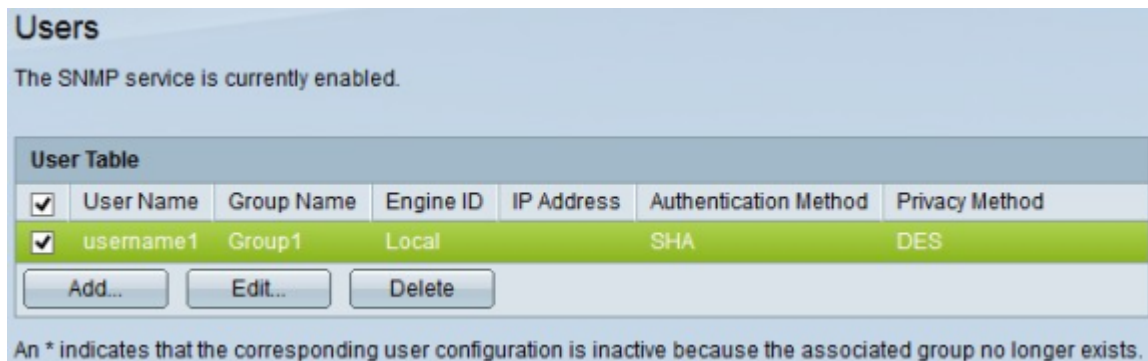 Users
The SNMP service is currently enabled.
User Table
User Name Group Name Engine ID IP Address Authentication Method Privacy Method
username1 Group1 Local SHA DES
Add... Edit... Delete
An * indicates that the corresponding user configuration is inactive because the associated group no longer exists